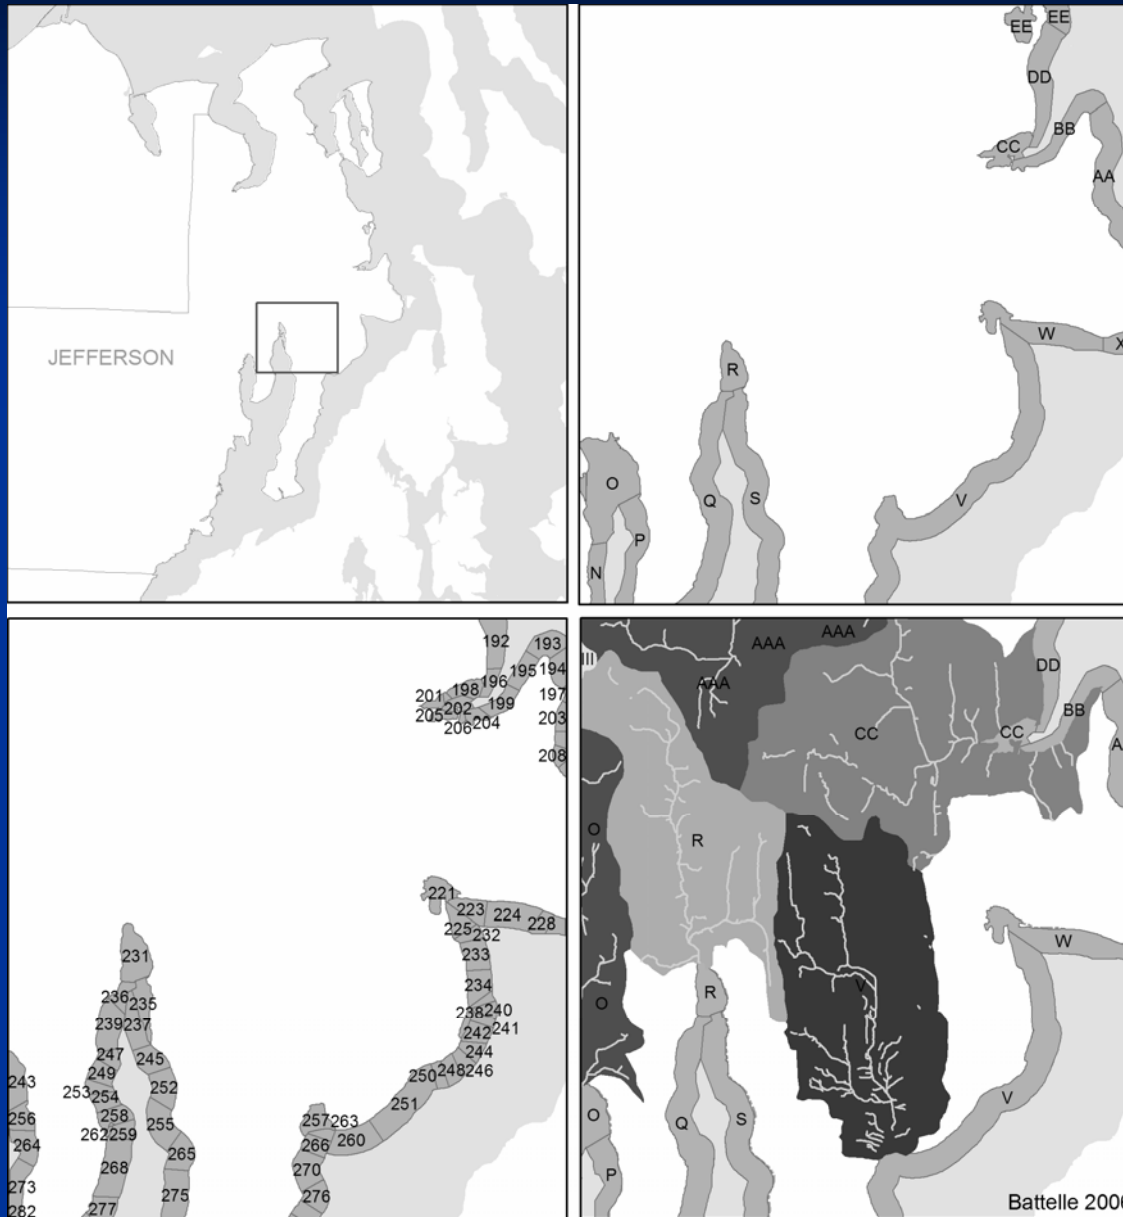 JEFFERSON
EE EE
DD
BB
CC
AA
W X
R
O
Q S V
P
N
192 193
195 194
196
201 198
202 199 197
205 204 203
206
208
221
223 224
228
225
232
233
231
234
236
235
238 240
239 237 241
242
247 245 244
249 248 246
243 250
253 254 252
251
256 258 257 263
255
262 259 260
264 266
265
268 270
273 275 276
277
282
AAA
AAA
III
DD
AAA
BB
CC CC
A
O
R
W
V
R
O
V
O
Q S
P
Battelle 2006